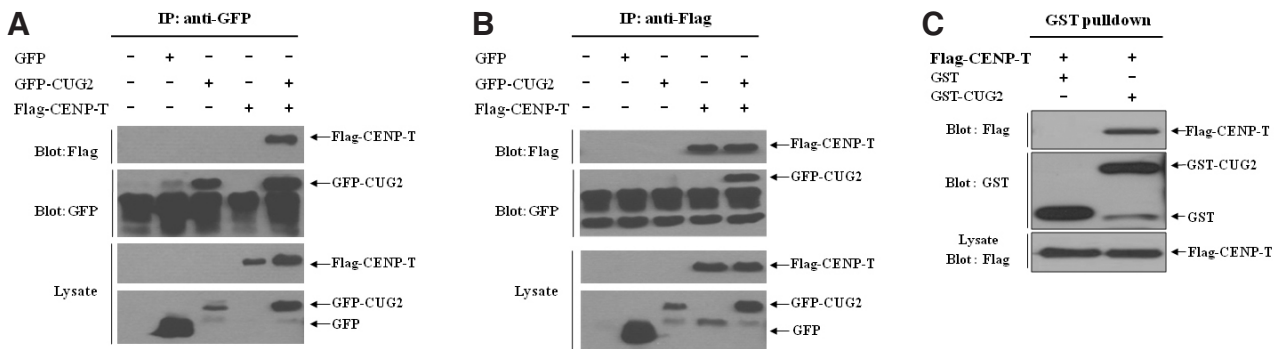 A
IP: anti-GFP
GFP - + - - -
GFP-CUG2 - - + - +
Flag-CENP-T - - - + +
Blot:Flag
Flag-CENP-T
Blot:GFP
GFP-CUG2
Lysate
Flag-CENP-T
GFP-CUG2
GFP
B
IP: anti-Flag
GFP - + - - -
GFP-CUG2 - - + - +
Flag-CENP-T - - - + +
Blot:Flag
Flag-CENP-T
Blot:GFP
GFP-CUG2
Lysate
Flag-CENP-T
GFP-CUG2
GFP
C
GST pulldown
Flag-CENP-T + +
GST + -
GST-CUG2 - +
Blot : Flag
Flag-CENP-T
Blot : GST
GST-CUG2
GST
Lysate
Blot : Flag
Flag-CENP-T